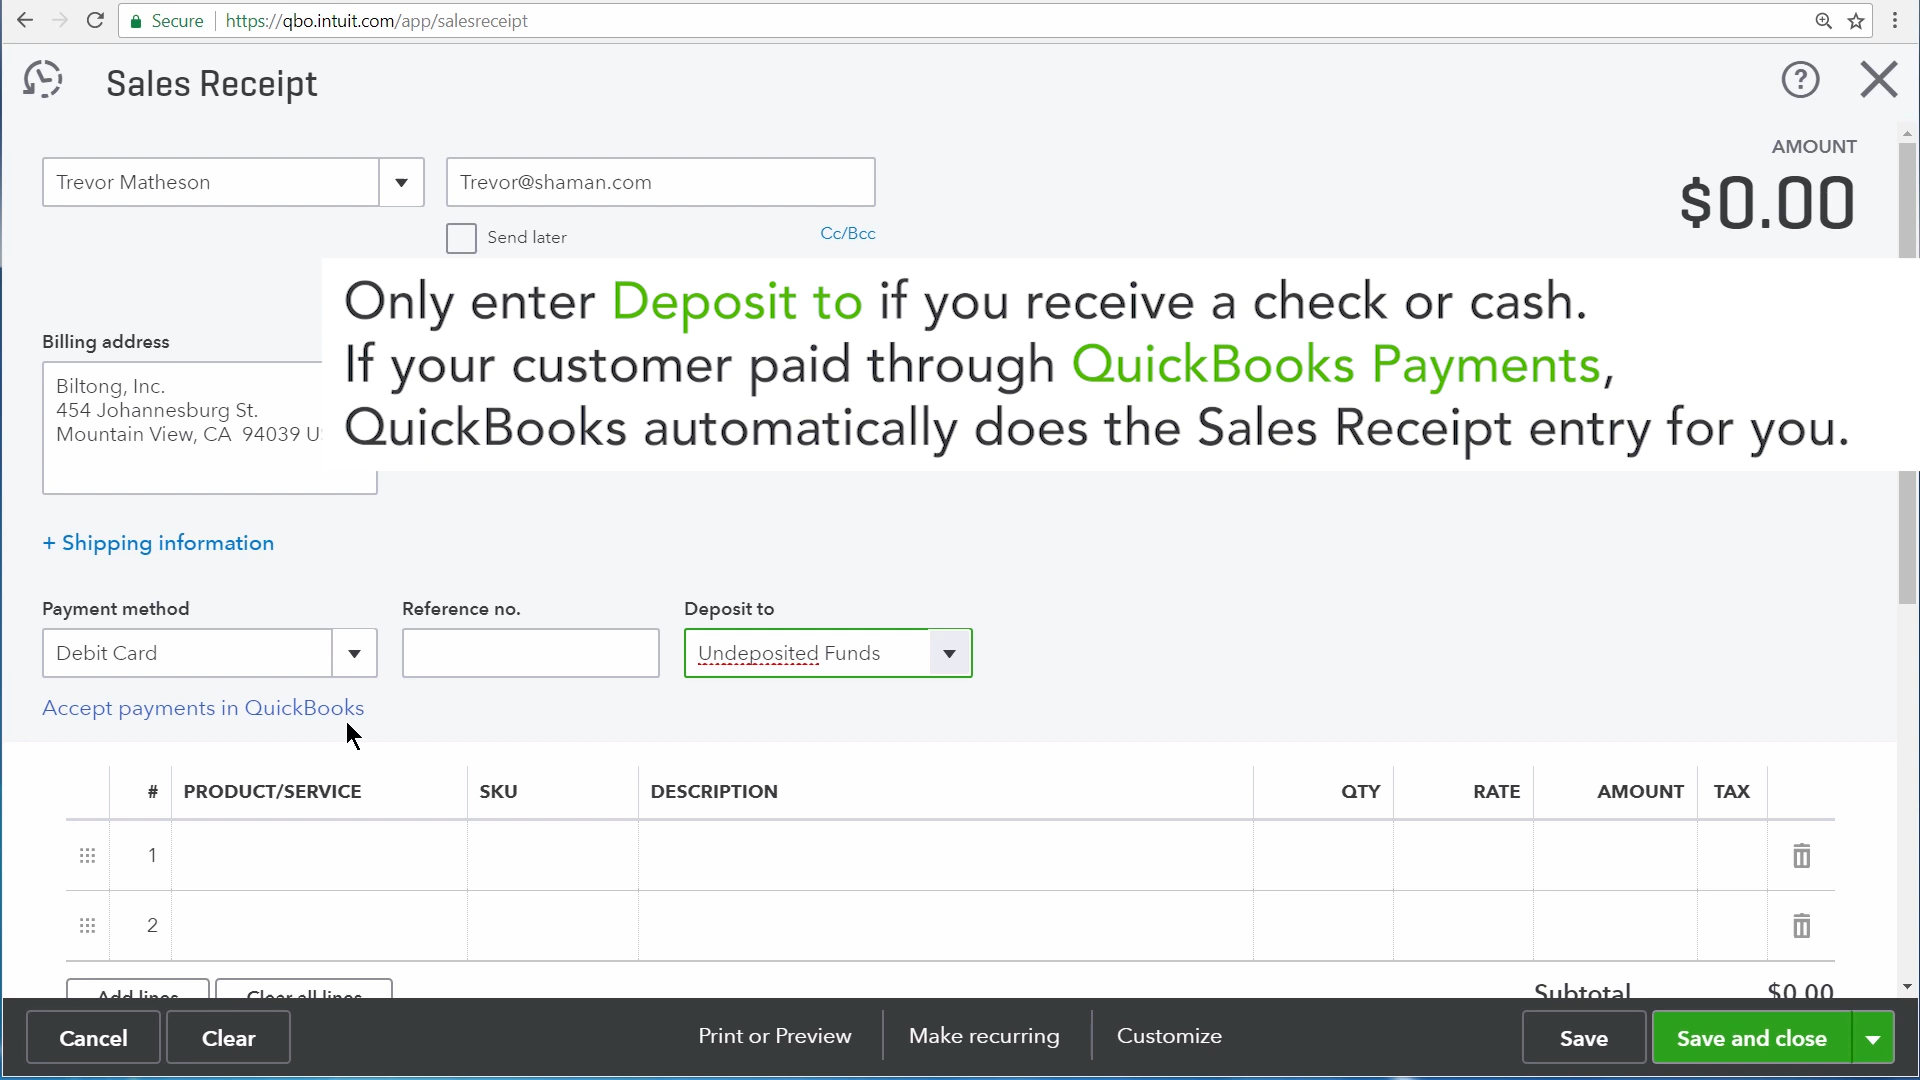 Secure https://qbo.intuit.com/app/salesreceipt
Sales Receipt
AMOUNT
$0.00
Trevor Matheson
Trevor@shaman.com
Send later
Cc/Bcc
Only enter Deposit to if you receive a check or cash.
If your customer paid through QuickBooks Payments,
QuickBooks automatically does the Sales Receipt entry for you.
Billing address
Biltong, Inc.
454 Johannesburg St.
Mountain View, CA 94039
+ Shipping information
Payment method Reference no. Deposit to
Debit Card Undeposited Funds
Accept payments in QuickBooks
# PRODUCT/SERVICE SKU DESCRIPTION QTY RATE AMOUNT TAX
1
2
Add lines Clear all lines Subtotal $0.00
Cancel Clear Print or Preview Make recurring Customize Save Save and close